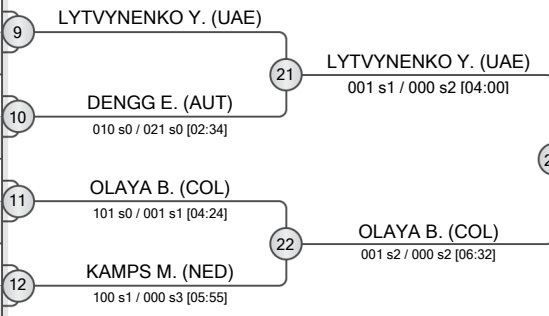 LYTVYNENKO Y. (UAE)
9
21
LYTVYNENKO Y. (UAE)
001 s1 / 000 s2 [04:00]
DENGG E. (AUT)
10
010 s0 / 021 s0 [02:34]
OLAYA B. (COL)
11
101 s0 / 001 s1 [04:24]
22
OLAYA B. (COL)
001 s2 / 000 s2 [06:32]
KAMPS M. (NED)
12
100 s1 / 000 s3 [05:55]